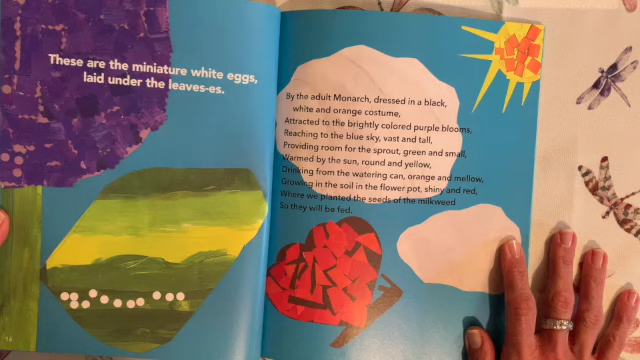 These are the miniature white eggs,
laid under the leaves-es.
By the adult Monarch, dressed in a black,
white and orange costume,
Attracted to the brightly colored purple blooms,
Reaching to the blue sky, vast and tall,
Providing room for the sprout, green and small,
Warmed by the sun, round and yellow,
Drinking from the watering can, orange and mellow,
Growing in the soil in the flower pot, shiny and red,
Where we planted the seeds of the milkweed
So they will be fed.
16